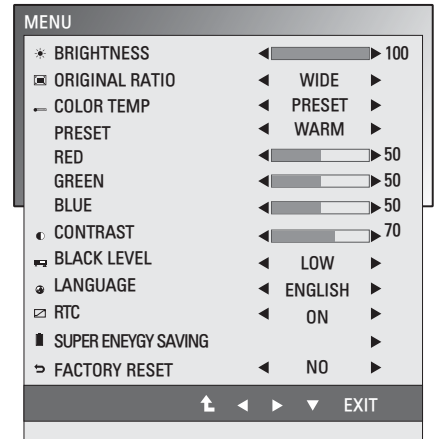 MENU
BRIGHTNESS 100
ORIGINAL RATIO WIDE
COLOR TEMP PRESET
PRESET WARM
RED 50
GREEN 50
BLUE 50
CONTRAST 70
BLACK LEVEL LOW
LANGUAGE ENGLISH
RTC ON
SUPER ENEYGY SAVING
FACTORY RESET NO
EXIT